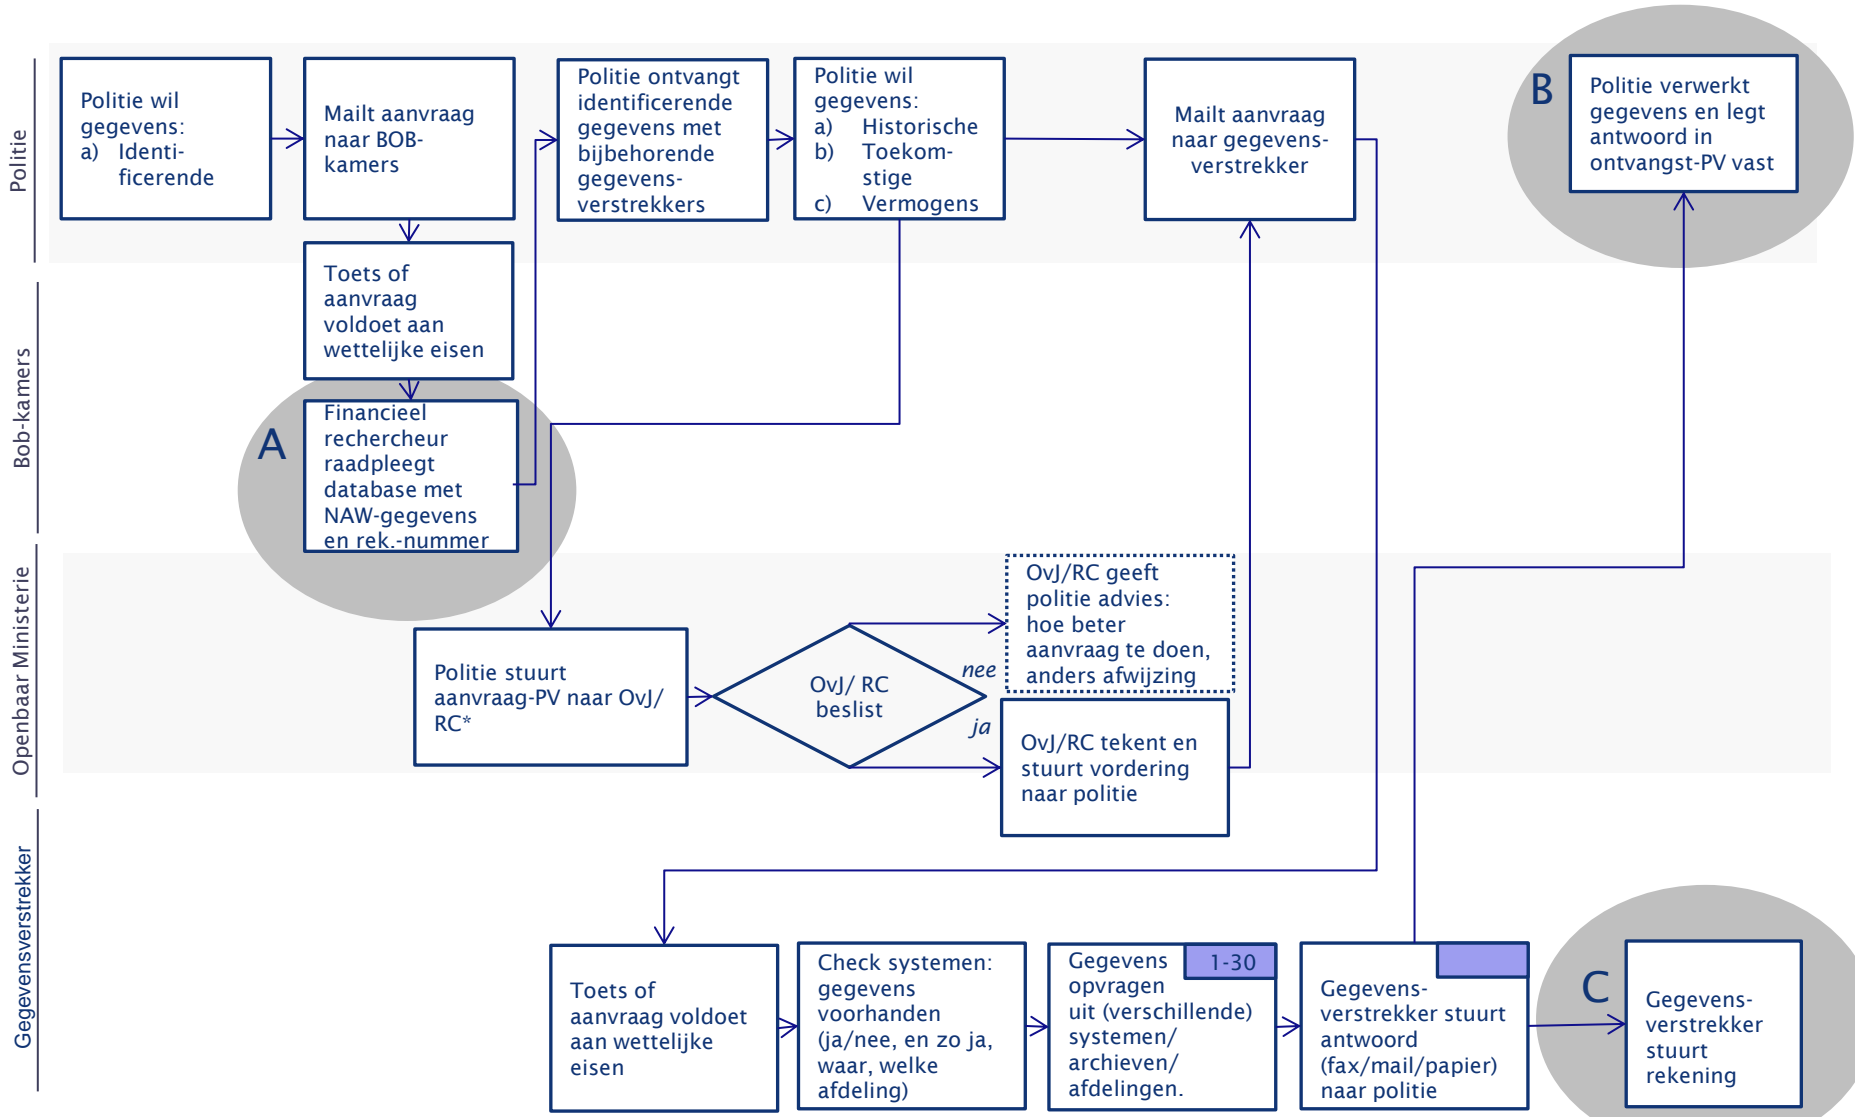 Politie
Politie wil
gegevens:
a) Identi-
ficerende
Mailt aanvraag
naar BOB-
kamers
Politie ontvangt
identificerende
gegevens met
bijbehorende
gegevens-
verstrekkers
Politie wil
gegevens:
a) Historische
b) Toekom-
stige
c) Vermogens
Mailt aanvraag
naar gegevens-
verstrekker
B
Politie verwerkt
gegevens en legt
antwoord in
ontvangst-PV vast
Bob-kamers
Toets of
aanvraag
voldoet aan
wettelijke eisen
A
Financieel
rechercheur
raadpleegt
database met
NAW-gegevens
en rek.-nummer
Openbaar Ministerie
Politie stuurt
aanvraag-PV naar OvJ/
RC*
OvJ/ RC
beslist
nee
ja
OvJ/RC geeft
politie advies:
hoe beter
aanvraag te doen,
anders afwijzing
OvJ/RC tekent en
stuurt vordering
naar politie
Gegevensverstrekker
Toets of
aanvraag voldoet
aan wettelijke
eisen
Check systemen:
gegevens
voorhanden
(ja/nee, en zo ja,
waar, welke
afdeling)
1-30
Gegevens
opvragen
uit (verschillende)
systemen/
archieven/
afdelingen.
Gegevens-
verstrekker stuurt
antwoord
(fax/mail/papier)
naar politie
C
Gegevens-
verstrekker
stuurt
rekening